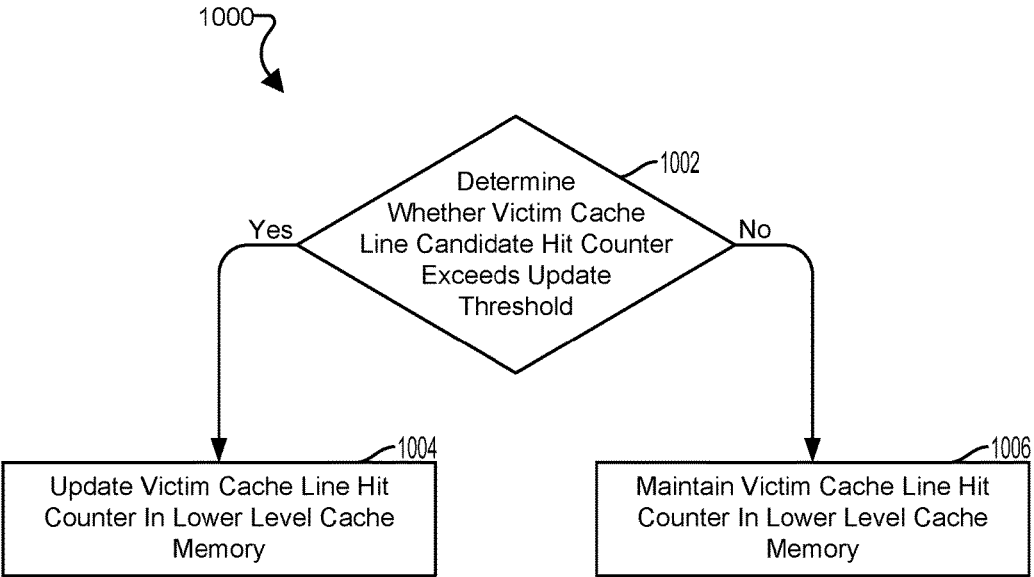 1000
1002
Determine
Whether Victim Cache
Line Candidate Hit Counter
Exceeds Update
Threshold
Yes
No
1004
Update Victim Cache Line Hit
Counter In Lower Level Cache
Memory
1006
Maintain Victim Cache Line Hit
Counter In Lower Level Cache
Memory